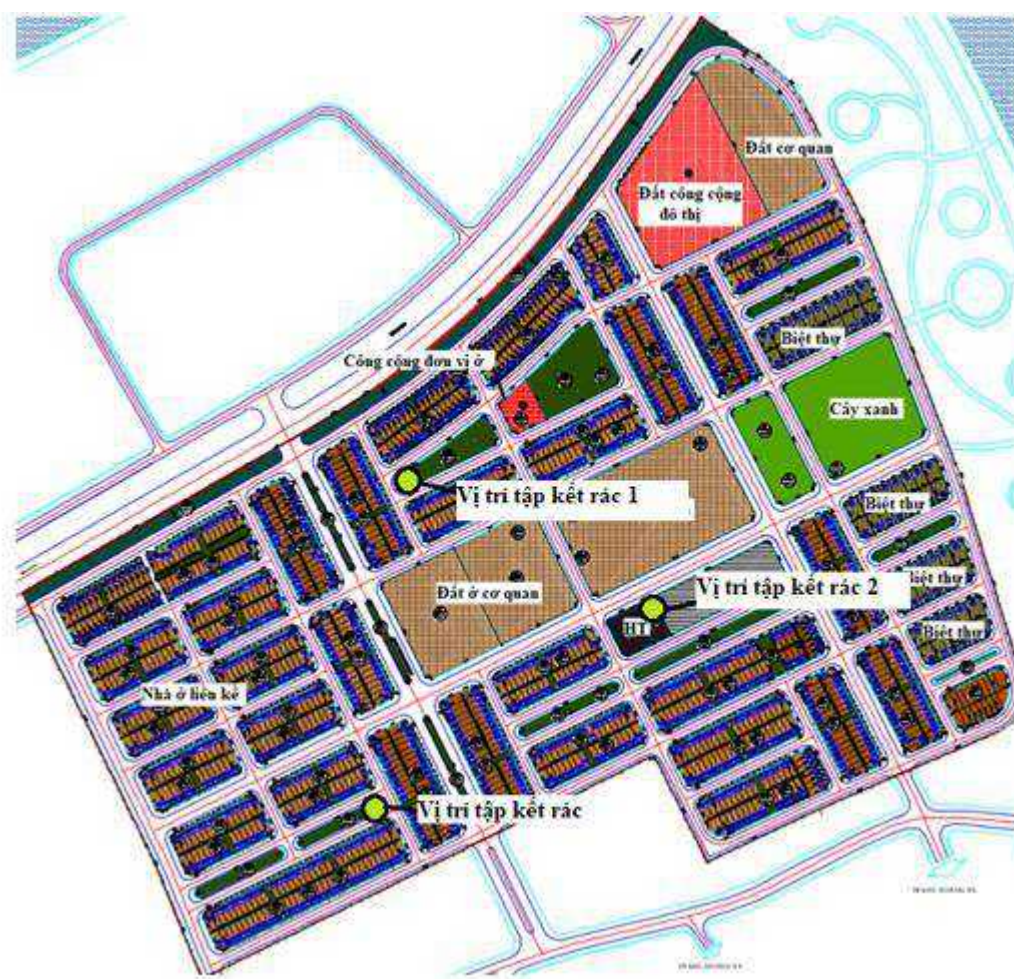 Đất cơ quan
Đất công cộng
đô thị
Biệt thự
Công cộng đơn vị ở
Cây xanh
Vị trí tập kết rác 1
Biệt thự
Đất ở cơ quan
Biệt thự
Vị trí tập kết rác 2
HT
Biệt thự
Nhà ở liền kề
Vị trí tập kết rác